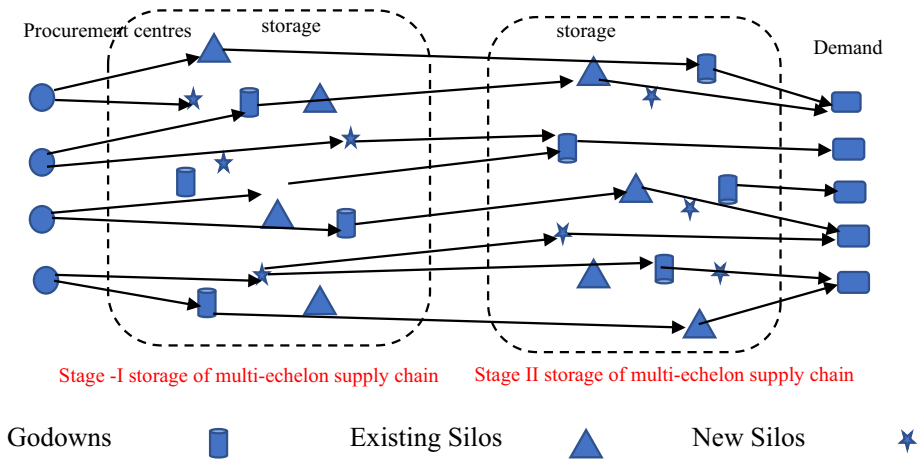 Procurement centres
storage
storage
Demand
Stage -I storage of multi-echelon supply chain
Stage II storage of multi-echelon supply chain
Godowns
Existing Silos
New Silos